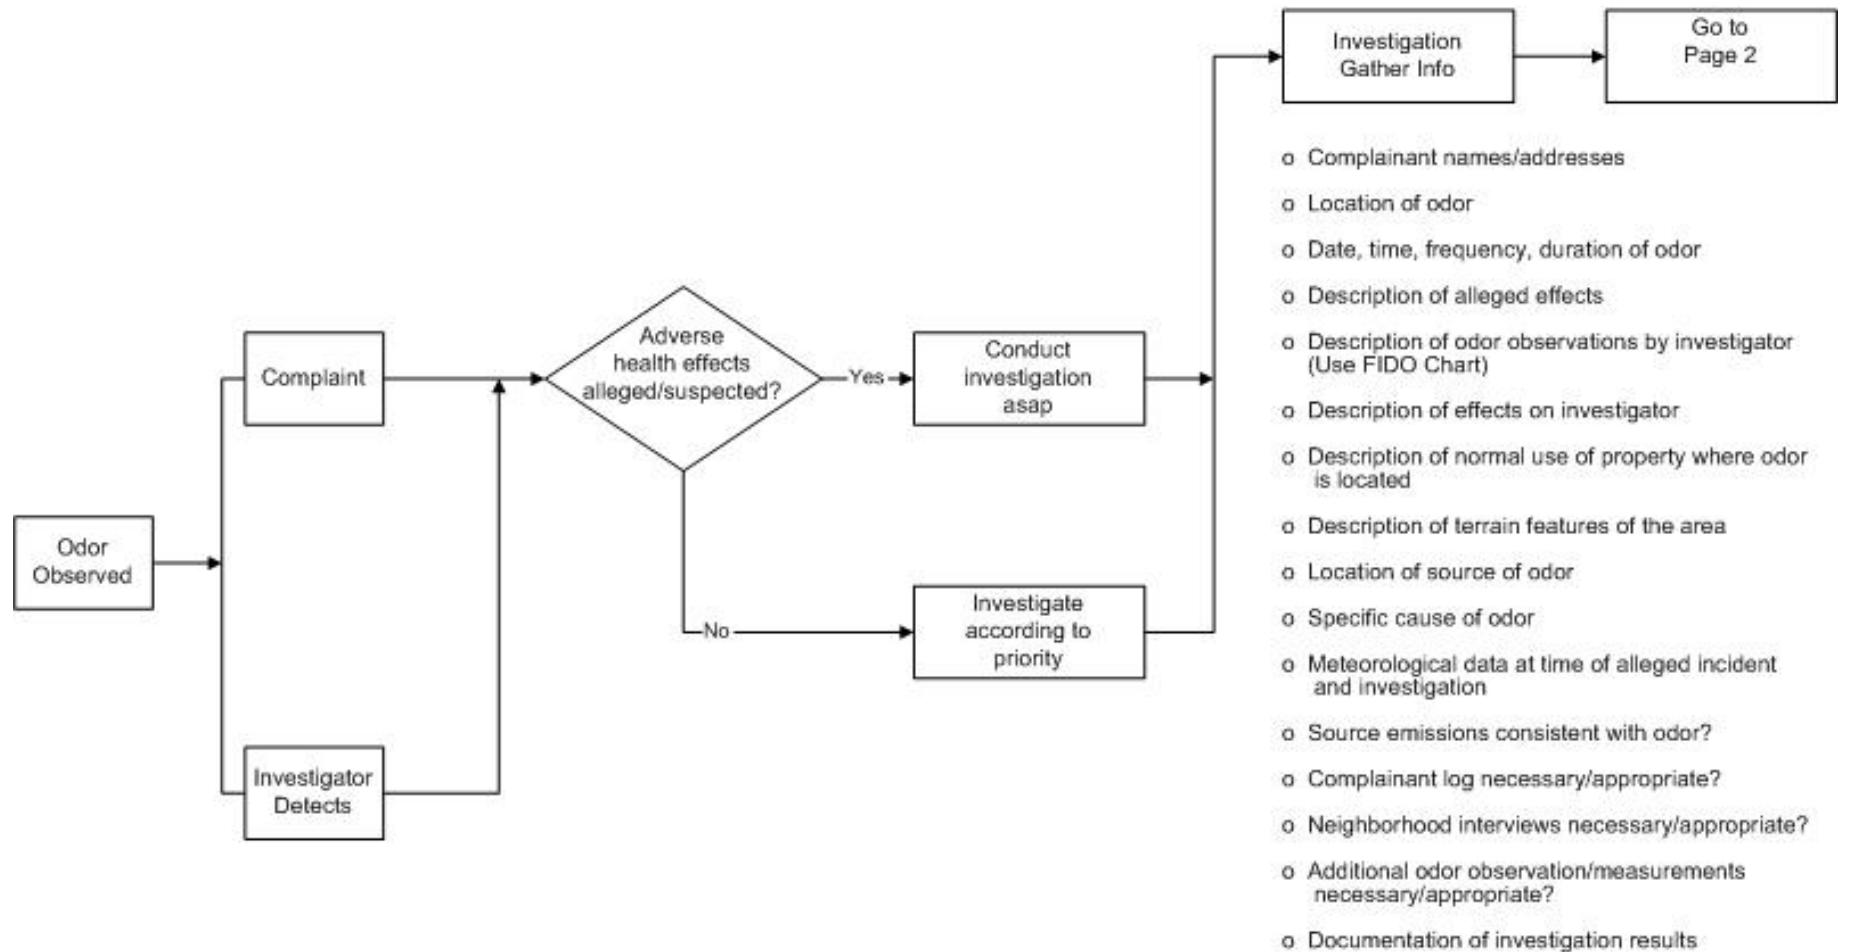 Odor
Observed
Complaint
Investigator
Detects
Adverse
health effects
alleged/suspected?
Yes
No
Conduct
investigation
asap
Investigate
according to
priority
Investigation
Gather Info
Go to
Page 2
o Complainant names/addresses
o Location of odor
o Date, time, frequency, duration of odor
o Description of alleged effects
o Description of odor observations by investigator
(Use FIDO Chart)
o Description of effects on investigator
o Description of normal use of property where odor
is located
o Description of terrain features of the area
o Location of source of odor
o Specific cause of odor
o Meteorological data at time of alleged incident
and investigation
o Source emissions consistent with odor?
o Complainant log necessary/appropriate?
o Neighborhood interviews necessary/appropriate?
o Additional odor observation/measurements
necessary/appropriate?
o Documentation of investigation results